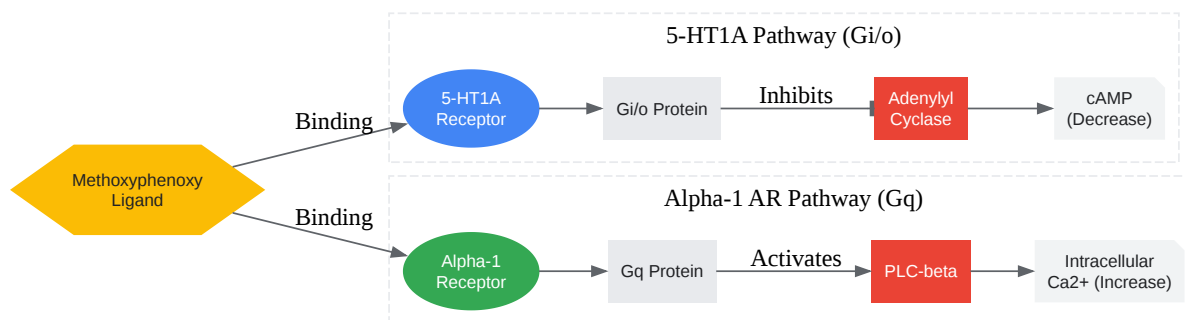 5-HT1A Pathway (Gi/o)
Methoxyphenoxy
Ligand
Binding
5-HT1A
Receptor
Gi/o Protein
Inhibits
Adenylyl
Cyclase
cAMP
(Decrease)
Alpha-1 AR Pathway (Gq)
Binding
Alpha-1
Receptor
Gq Protein
Activates
PLC-beta
Intracellular
Ca2+ (Increase)